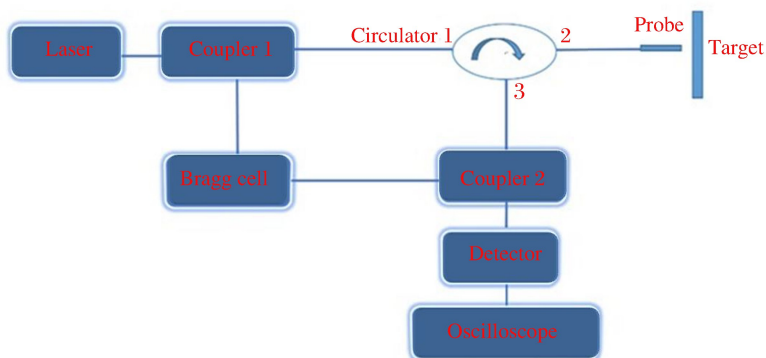 Laser
Coupler 1
Circulator 1
2
Probe
Target
3
Bragg cell
Coupler 2
Detector
Oscilloscope